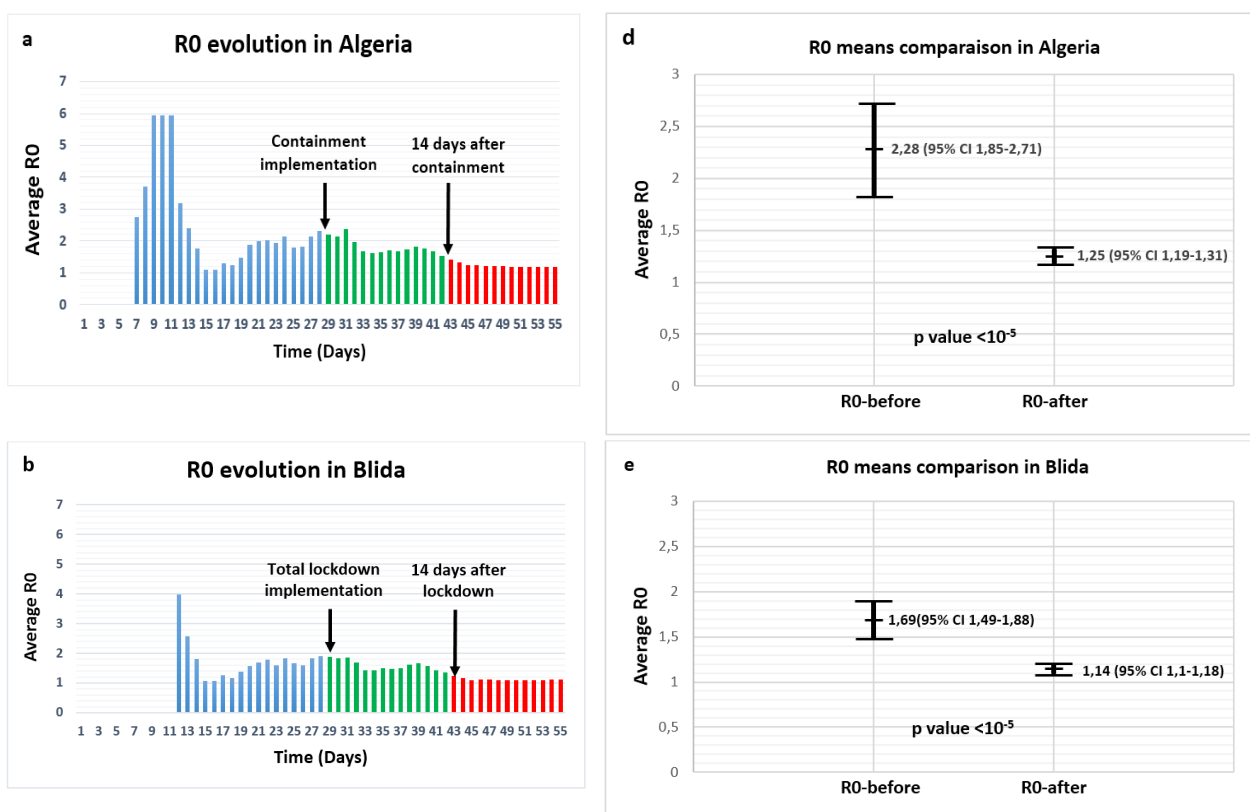 a
R0 evolution in Algeria
7
6
5
4
3
2
1
0
Average R0
Containment
implementation
14 days after
containment
1 3 5 7 9 11 13 15 17 19 21 23 25 27 29 31 33 35 37 39 41 43 45 47 49 51 53 55
Time (Days)
d
R0 means comparaison in Algeria
3
2,5
2
1,5
1
0,5
0
Average R0
2,28 (95% CI 1,85-2,71)
1,25 (95% CI 1,19-1,31)
p value <10⁻⁵
R0-before R0-after
b
R0 evolution in Blida
7
6
5
4
3
2
1
0
Average R0
Total lockdown
implementation
14 days after
lockdown
1 3 5 7 9 11 13 15 17 19 21 23 25 27 29 31 33 35 37 39 41 43 45 47 49 51 53 55
Time (Days)
e
R0 means comparison in Blida
3
2,5
2
1,5
1
0,5
0
Average R0
1,69(95% CI 1,49-1,88)
1,14 (95% CI 1,1-1,18)
p value <10⁻⁵
R0-before R0-after